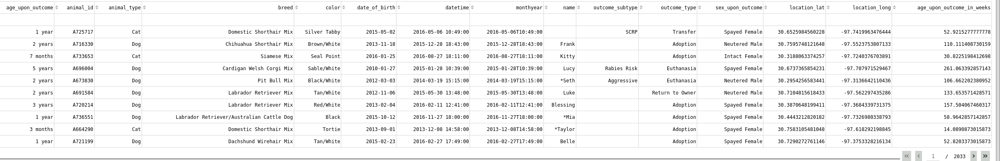 age_upon_outcome animal_id animal_type breed color date_of_birth datetime monthyear name outcome_subtype outcome_type sex_upon_outcome location_lat location_long age_upon_outcome_in_weeks
1 year A725717 Cat Domestic Shorthair Mix Silver Tabby 2015-05-02 2016-05-06 10:49:00 2016-05-06T10:49:00 SCRP Transfer Spayed Female 30.6525984560228 -97.7419963476444 52.9215277777778
2 years A716330 Dog Chihuahua Shorthair Mix Brown/White 2013-11-18 2015-12-28 18:43:00 2015-12-28T18:43:00 Frank Adoption Neutered Male 30.7595748121648 -97.5523753807133 110.111408730159
7 months A733653 Cat Siamese Mix Seal Point 2016-01-25 2016-08-27 18:11:00 2016-08-27T18:11:00 Kitty Adoption Intact Female 30.3188063374257 -97.7240376703891 30.8225198412698
5 years A696004 Dog Cardigan Welsh Corgi Mix Sable/White 2010-01-27 2015-01-28 10:39:00 2015-01-28T10:39:00 Lucy Rabies Risk Euthanasia Spayed Female 30.6737365854231 -97.707971529467 261.063392857143
2 years A673830 Dog Pit Bull Mix Black/White 2012-03-03 2014-03-19 15:15:00 2014-03-19T15:15:00 *Seth Aggressive Euthanasia Neutered Male 30.2954256583441 -97.3136642110436 106.662202380952
2 years A691584 Dog Labrador Retriever Mix Tan/White 2012-11-06 2015-05-30 13:48:00 2015-05-30T13:48:00 Luke Return to Owner Neutered Male 30.7104815618433 -97.562297435286 133.653571428571
3 years A720214 Dog Labrador Retriever Mix Red/White 2013-02-04 2016-02-11 12:41:00 2016-02-11T12:41:00 Blessing Adoption Spayed Female 30.3870648199411 -97.3684339731375 157.504067460317
1 year A736551 Dog Labrador Retriever/Australian Cattle Dog Black 2015-10-12 2016-11-27 18:00:00 2016-11-27T18:00:00 *Mia Adoption Spayed Female 30.4443212820182 -97.7326980338793 58.9642857142857
3 months A664290 Cat Domestic Shorthair Mix Tortie 2013-09-01 2013-12-08 14:58:00 2013-12-08T14:58:00 *Taylor Adoption Spayed Female 30.7583105481048 -97.618292198845 14.0890873015873
1 year A721199 Dog Dachshund Wirehair Mix Tan/White 2015-02-23 2016-02-27 17:49:00 2016-02-27T17:49:00 Belle Adoption Spayed Female 30.7290272761146 -97.3753328216134 52.8203373015873
1 / 2033